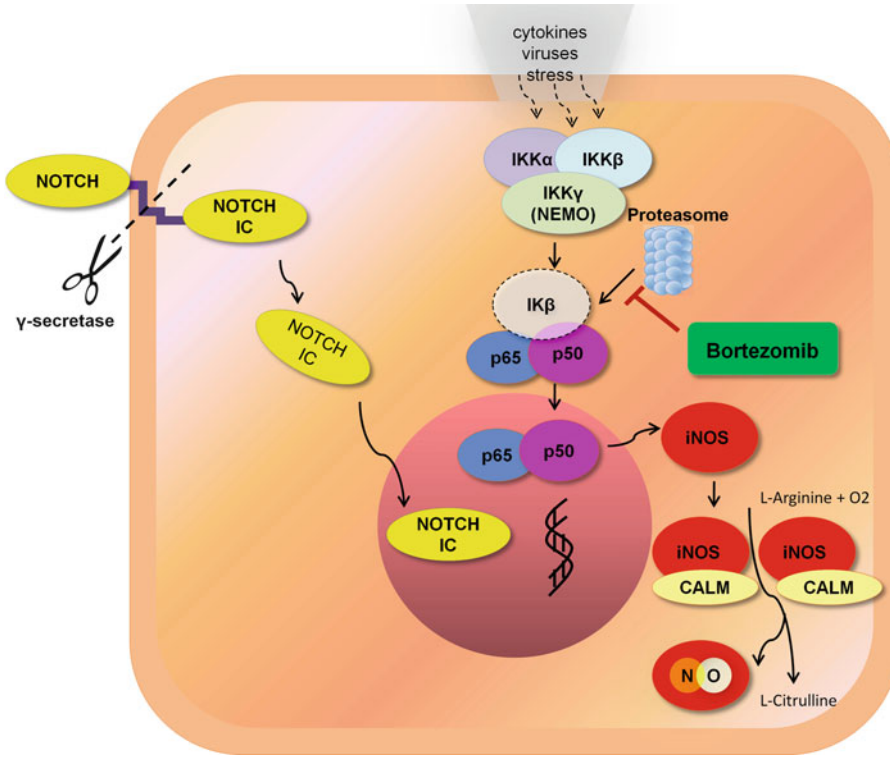 cytokines
viruses
stress
IKKα
IKKβ
IKKγ
(NEMO)
Proteasome
NOTCH
NOTCH
IC
γ-secretase
IKβ
p65
p50
Bortezomib
NOTCH
IC
p65
p50
iNOS
L-Arginine + O2
NOTCH
IC
iNOS
CALM
iNOS
CALM
N
O
L-Citrulline